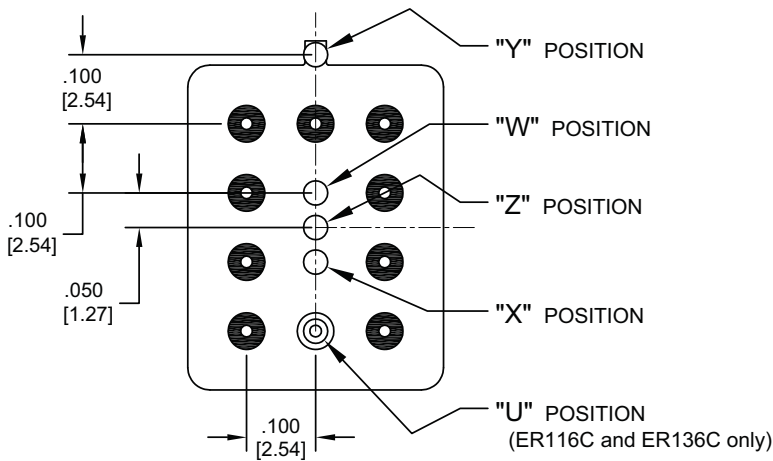 "Y" POSITION
.100
[2.54]
"W" POSITION
"Z" POSITION
.100
[2.54]
.050
[1.27]
"X" POSITION
"U" POSITION
(ER116C and ER136C only)
.100
[2.54]